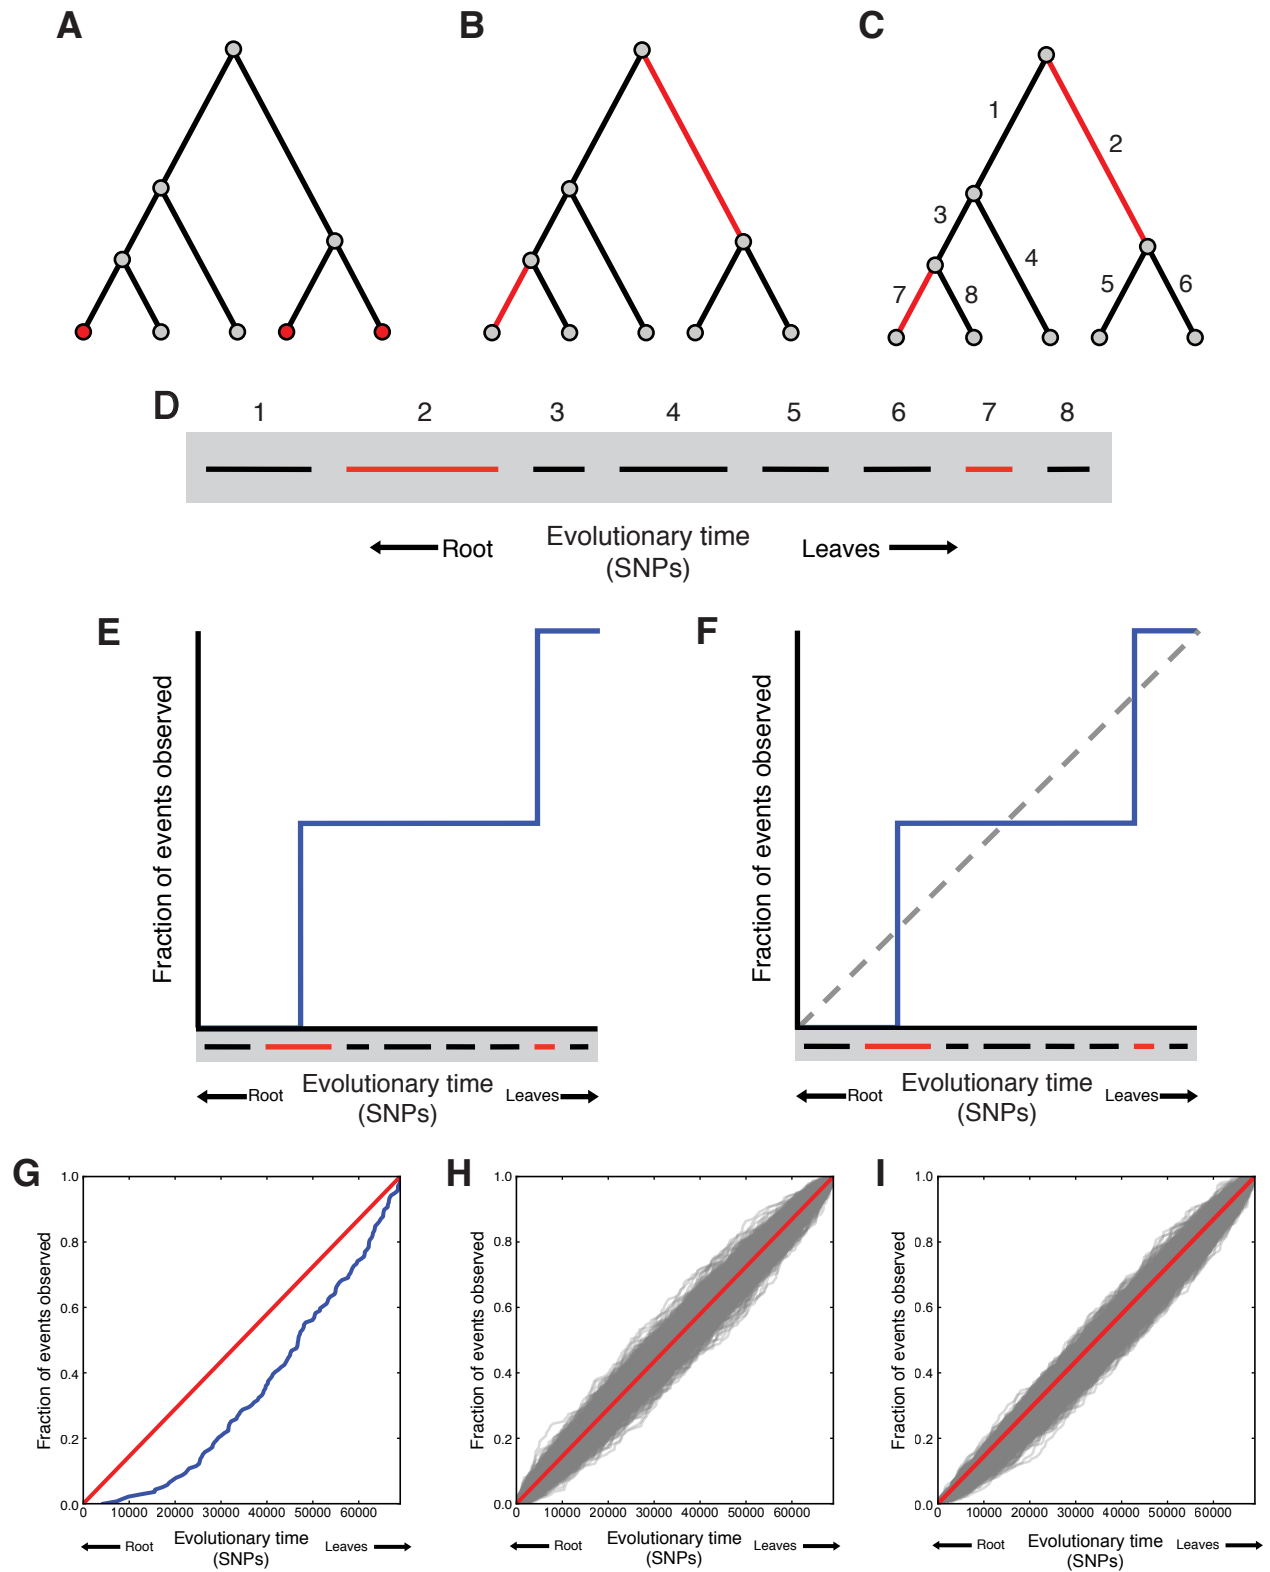 A
B
C
1
2
3
4
5
6
7
8
D
1 2 3 4 5 6 7 8
Root
Evolutionary time
(SNPs)
Leaves
E
Fraction of events observed
Root
Evolutionary time
(SNPs)
Leaves
F
Fraction of events observed
Root
Evolutionary time
(SNPs)
Leaves
G
Fraction of events observed
1.0
0.8
0.6
0.4
0.2
0.0
0 10000 20000 30000 40000 50000 60000
Root
Evolutionary time
(SNPs)
Leaves
H
Fraction of events observed
1.0
0.8
0.6
0.4
0.2
0.0
0 10000 20000 30000 40000 50000 60000
Root
Evolutionary time
(SNPs)
Leaves
I
Fraction of events observed
1.0
0.8
0.6
0.4
0.2
0.0
0 10000 20000 30000 40000 50000 60000
Root
Evolutionary time
(SNPs)
Leaves